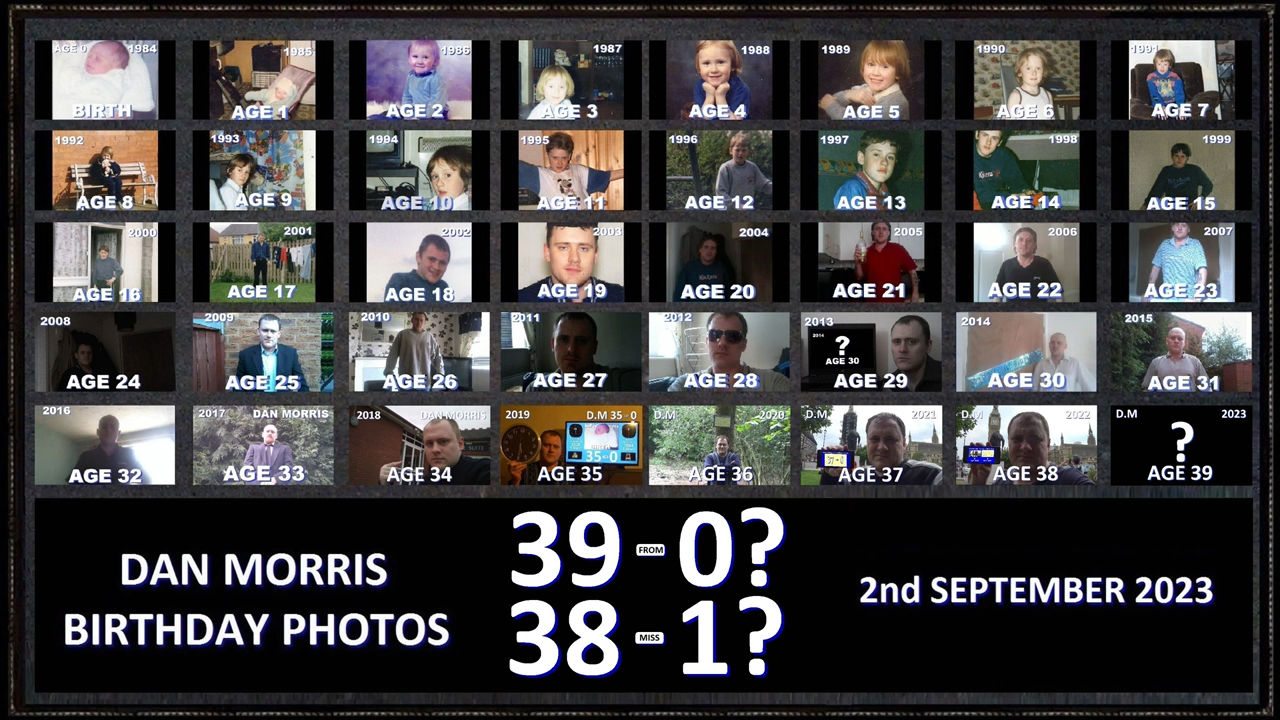 AGE 0 1984
BIRTH
1985
AGE 1
1986
AGE 2
1987
AGE 3
1988
AGE 4
1989
AGE 5
1990
AGE 6
1991
AGE 7
1992
AGE 8
1993
AGE 9
1994
AGE 10
1995
AGE 11
1996
AGE 12
1997
AGE 13
1998
AGE 14
1999
AGE 15
2000
AGE 16
2001
AGE 17
2002
AGE 18
2003
AGE 19
2004
AGE 20
2005
AGE 21
2006
AGE 22
2007
AGE 23
2008
AGE 24
2009
AGE 25
2010
AGE 26
2011
AGE 27
2012
AGE 28
2013
2014
?
AGE 30
AGE 29
2014
AGE 30
2015
AGE 31
2016
AGE 32
2017 DAN MORRIS
AGE 33
2018 DAN MORRIS
AGE 34
2019 D.M 35-0
35-0
AGE 35
D.M 2020
AGE 36
D.M 2021
37-0
AGE 37
D.M 2022
AGE 38
D.M 2023
?
AGE 39
DAN MORRIS
BIRTHDAY PHOTOS
39-FROM-0?
38-MISS-1?
2nd SEPTEMBER 2023